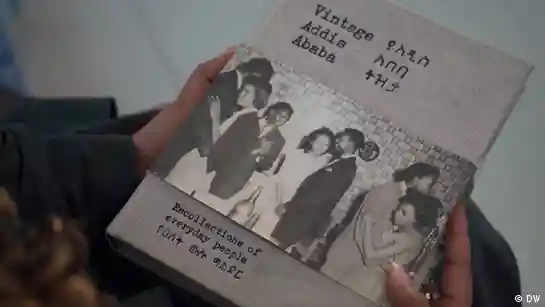 Vintage
Addis
Ababa
የአዲስ
አበባ
ትዝታ
Recollections of
everyday people
© DW